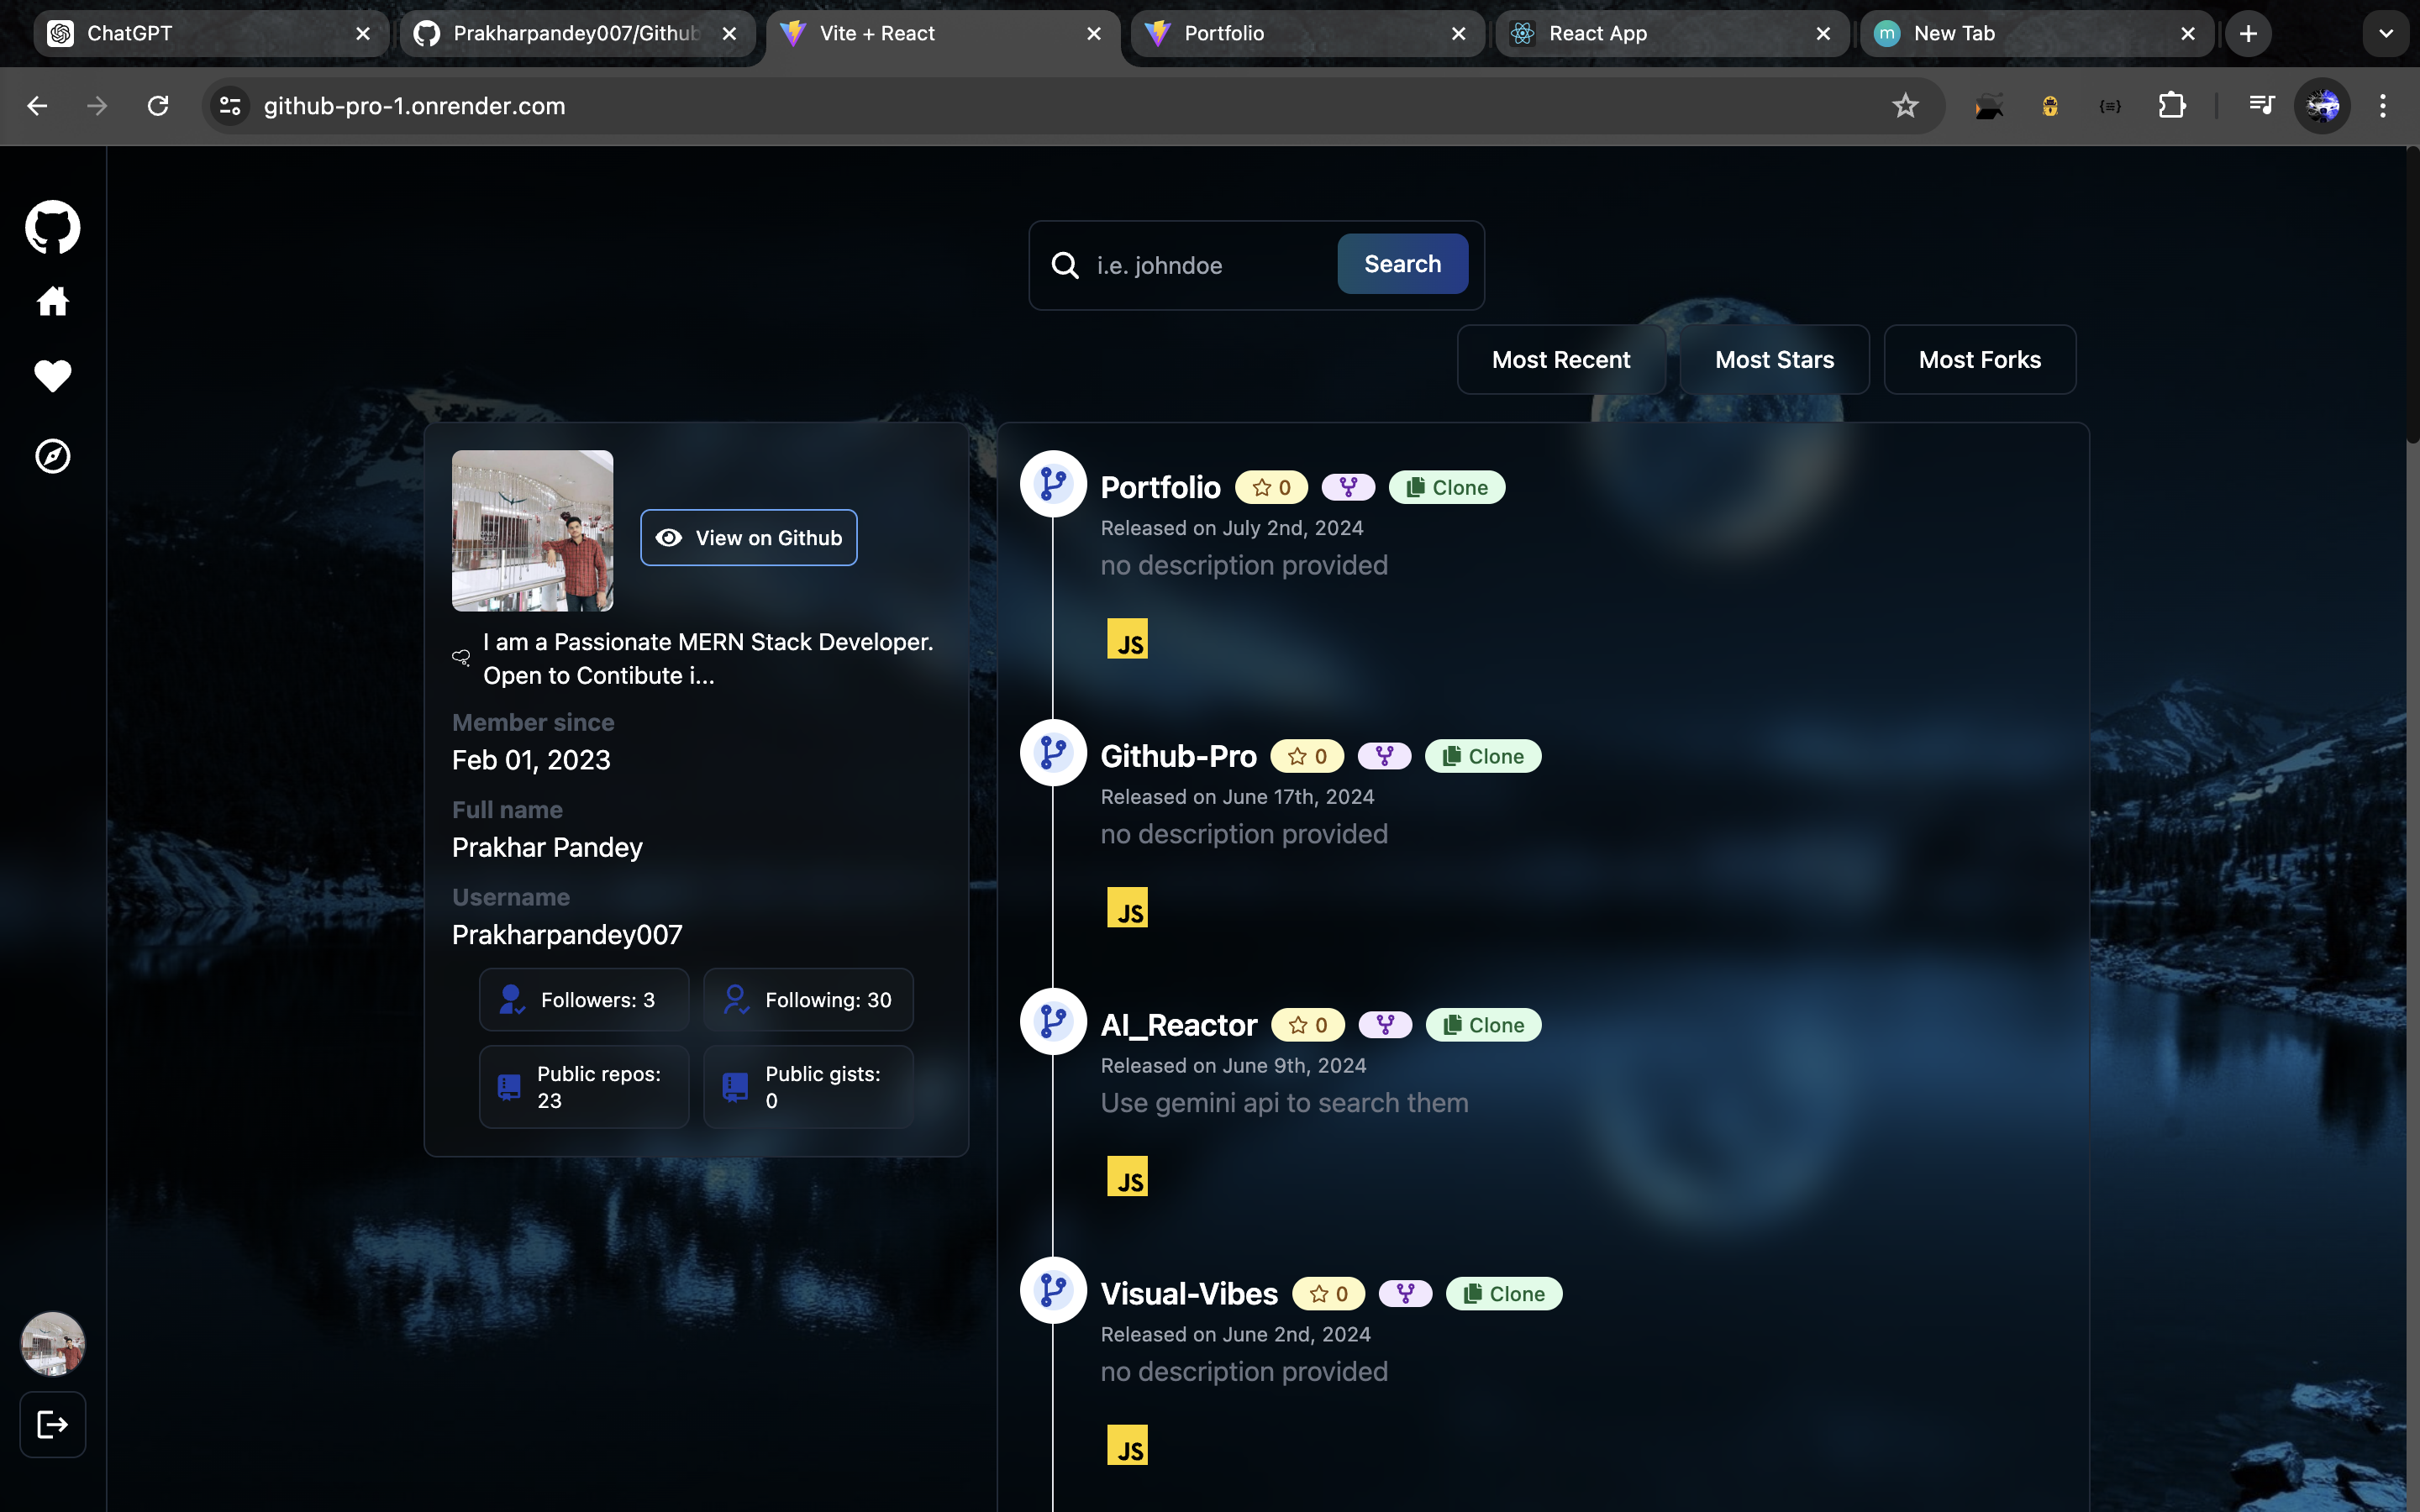 ChatGPT
Prakharpandey007/Github
Vite + React
Portfolio
React App
m
New Tab
github-pro-1.onrender.com
i.e. johndoe
Search
Most Recent
Most Stars
Most Forks
View on Github
I am a Passionate MERN Stack Developer.
Open to Contibute i...
Member since
Feb 01, 2023
Full name
Prakhar Pandey
Username
Prakharpandey007
Followers: 3
Following: 30
Public repos:
23
Public gists:
0
Portfolio
0
Clone
Released on July 2nd, 2024
no description provided
JS
Github-Pro
0
Clone
Released on June 17th, 2024
no description provided
JS
AI_Reactor
0
Clone
Released on June 9th, 2024
Use gemini api to search them
JS
Visual-Vibes
0
Clone
Released on June 2nd, 2024
no description provided
JS